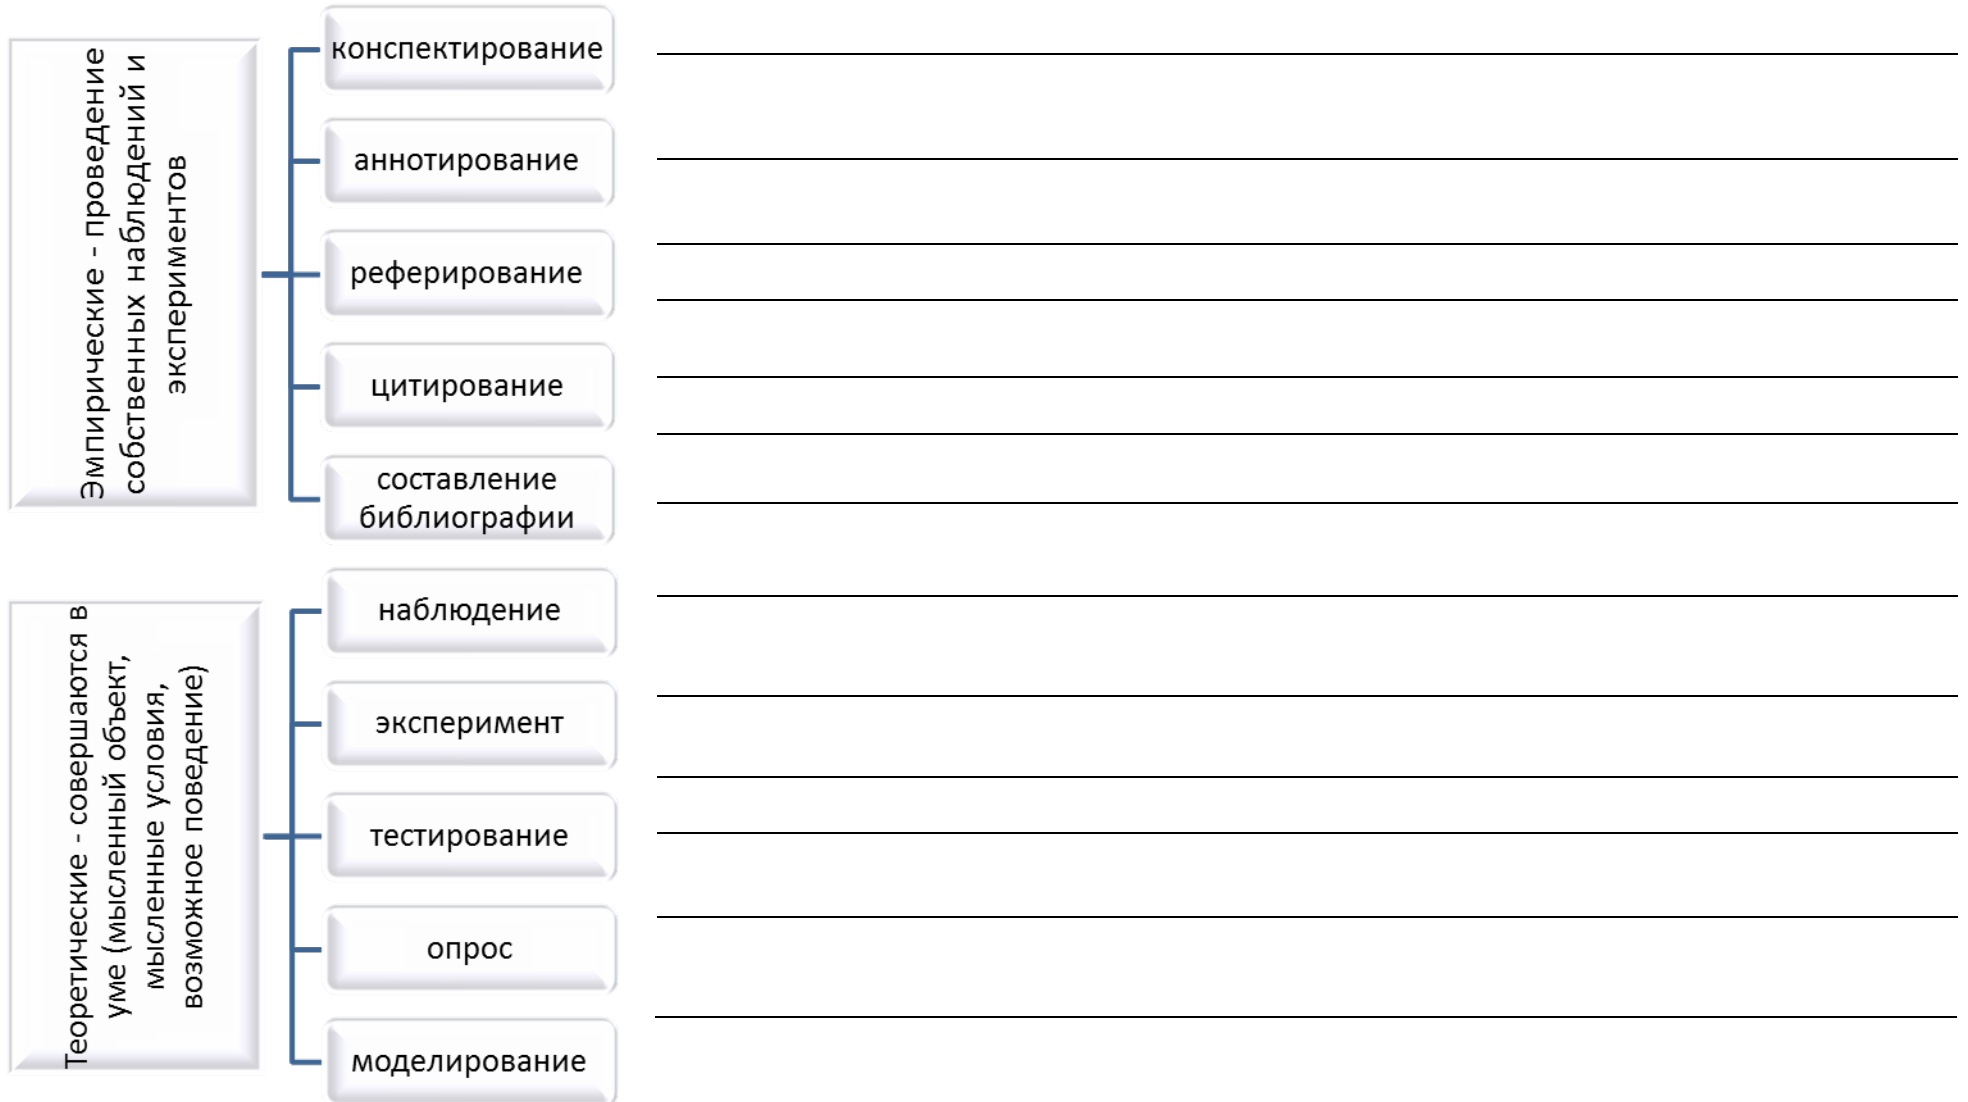 Эмпирические - проведение
собственных наблюдений и
экспериментов
конспектирование
аннотирование
реферирование
цитирование
составление
библиографии
Теоретические - совершаются в
уме (мысленный объект,
мысленные условия,
возможное поведение)
наблюдение
эксперимент
тестирование
опрос
моделирование